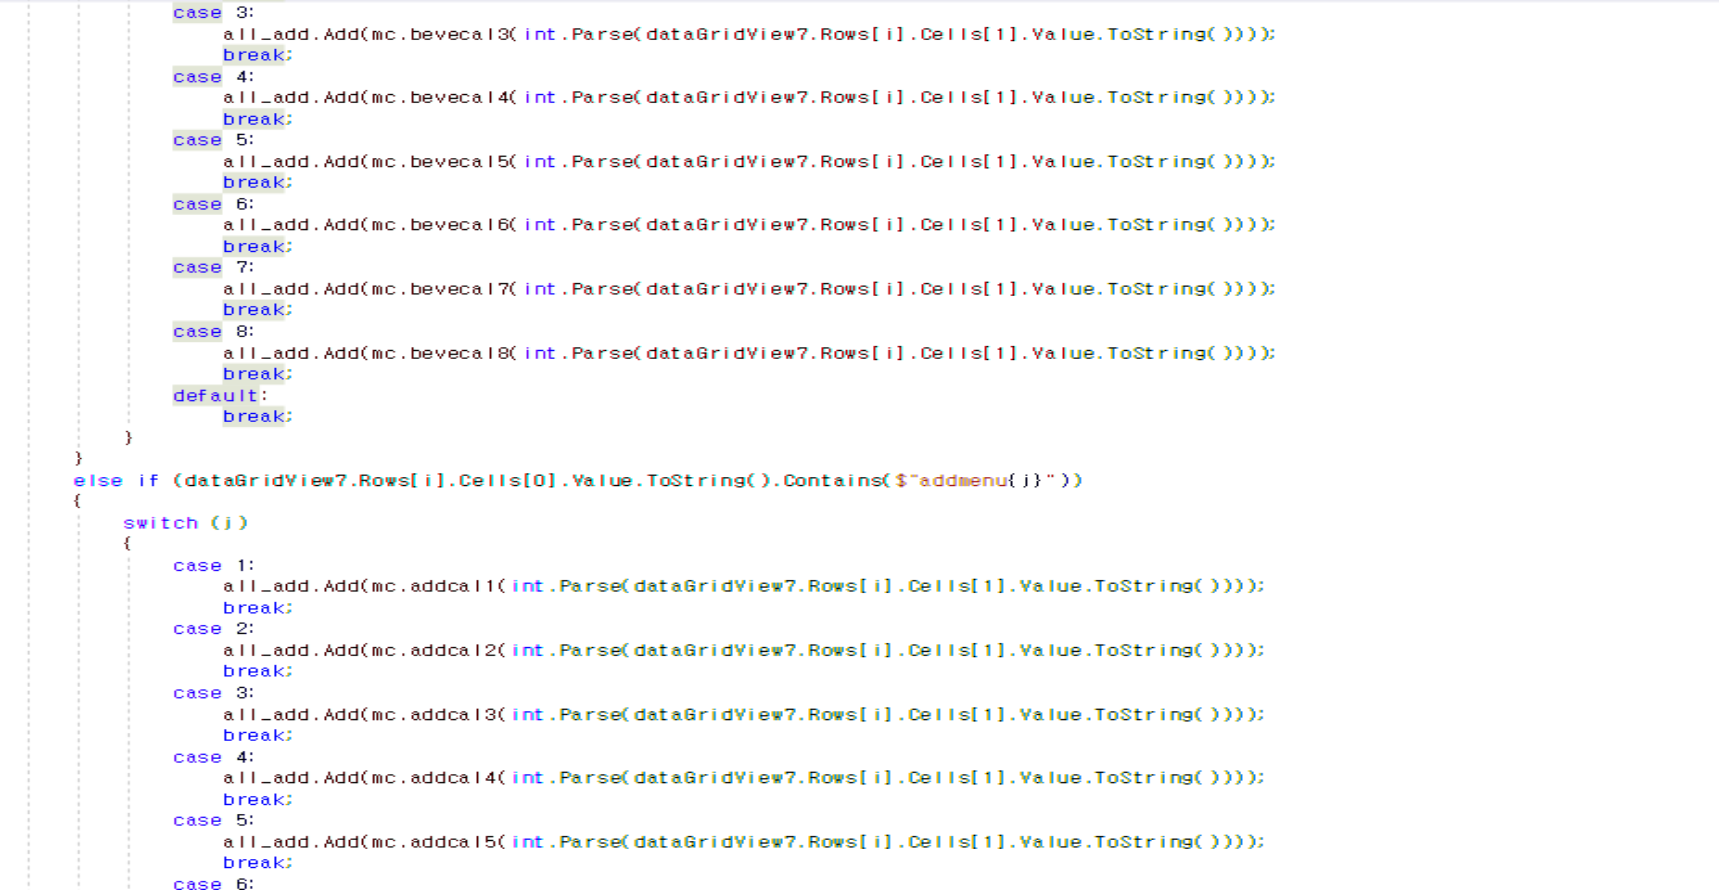 case 3:
all_add.Add(mc.bevecal3(int.Parse(dataGridView7.Rows[i].Cells[1].Value.ToString())));
break;
case 4:
all_add.Add(mc.bevecal4(int.Parse(dataGridView7.Rows[i].Cells[1].Value.ToString())));
break;
case 5:
all_add.Add(mc.bevecal5(int.Parse(dataGridView7.Rows[i].Cells[1].Value.ToString())));
break;
case 6:
all_add.Add(mc.bevecal6(int.Parse(dataGridView7.Rows[i].Cells[1].Value.ToString())));
break;
case 7:
all_add.Add(mc.bevecal7(int.Parse(dataGridView7.Rows[i].Cells[1].Value.ToString())));
break;
case 8:
all_add.Add(mc.bevecal8(int.Parse(dataGridView7.Rows[i].Cells[1].Value.ToString())));
break;
default:
break;
}
}
else if (dataGridView7.Rows[i].Cells[0].Value.ToString().Contains($"addmenu{j}"))
{
switch (j)
{
case 1:
all_add.Add(mc.addcal1(int.Parse(dataGridView7.Rows[i].Cells[1].Value.ToString())));
break;
case 2:
all_add.Add(mc.addcal2(int.Parse(dataGridView7.Rows[i].Cells[1].Value.ToString())));
break;
case 3:
all_add.Add(mc.addcal3(int.Parse(dataGridView7.Rows[i].Cells[1].Value.ToString())));
break;
case 4:
all_add.Add(mc.addcal4(int.Parse(dataGridView7.Rows[i].Cells[1].Value.ToString())));
break;
case 5:
all_add.Add(mc.addcal5(int.Parse(dataGridView7.Rows[i].Cells[1].Value.ToString())));
break;
case 6: